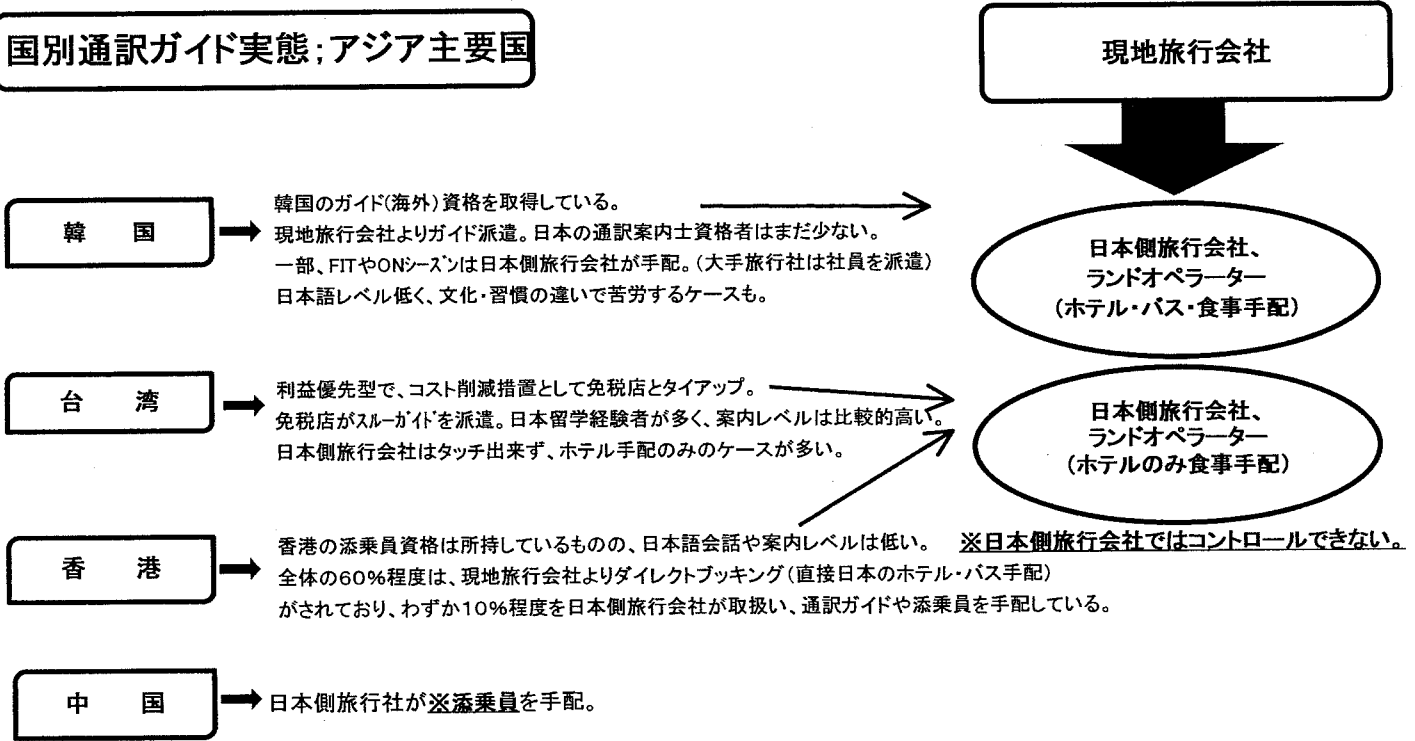 国別通訳ガイド実態;アジア主要国
現地旅行会社
韓　国
韓国のガイド(海外)資格を取得している。
現地旅行会社よりガイド派遣。日本の通訳案内士資格者はまだ少ない。
一部、FITやONシーズンは日本側旅行会社が手配。(大手旅行社は社員を派遣)
日本語レベル低く、文化・習慣の違いで苦労するケースも。
日本側旅行会社、
ランドオペラーター
(ホテル・バス・食事手配)
台　湾
利益優先型で、コスト削減措置として免税店とタイアップ。
免税店がスルーガイドを派遣。日本留学経験者が多く、案内レベルは比較的高い。
日本側旅行会社はタッチ出来ず、ホテル手配のみのケースが多い。
日本側旅行会社、
ランドオペラーター
(ホテルのみ食事手配)
香　港
香港の添乗員資格は所持しているものの、日本語会話や案内レベルは低い。
※日本側旅行会社ではコントロールできない。
全体の60%程度は、現地旅行会社よりダイレクトブッキング(直接日本のホテル・バス手配)
がされており、わずか10%程度を日本側旅行会社が取扱い、通訳ガイドや添乗員を手配している。
中　国
日本側旅行社が※添乗員を手配。